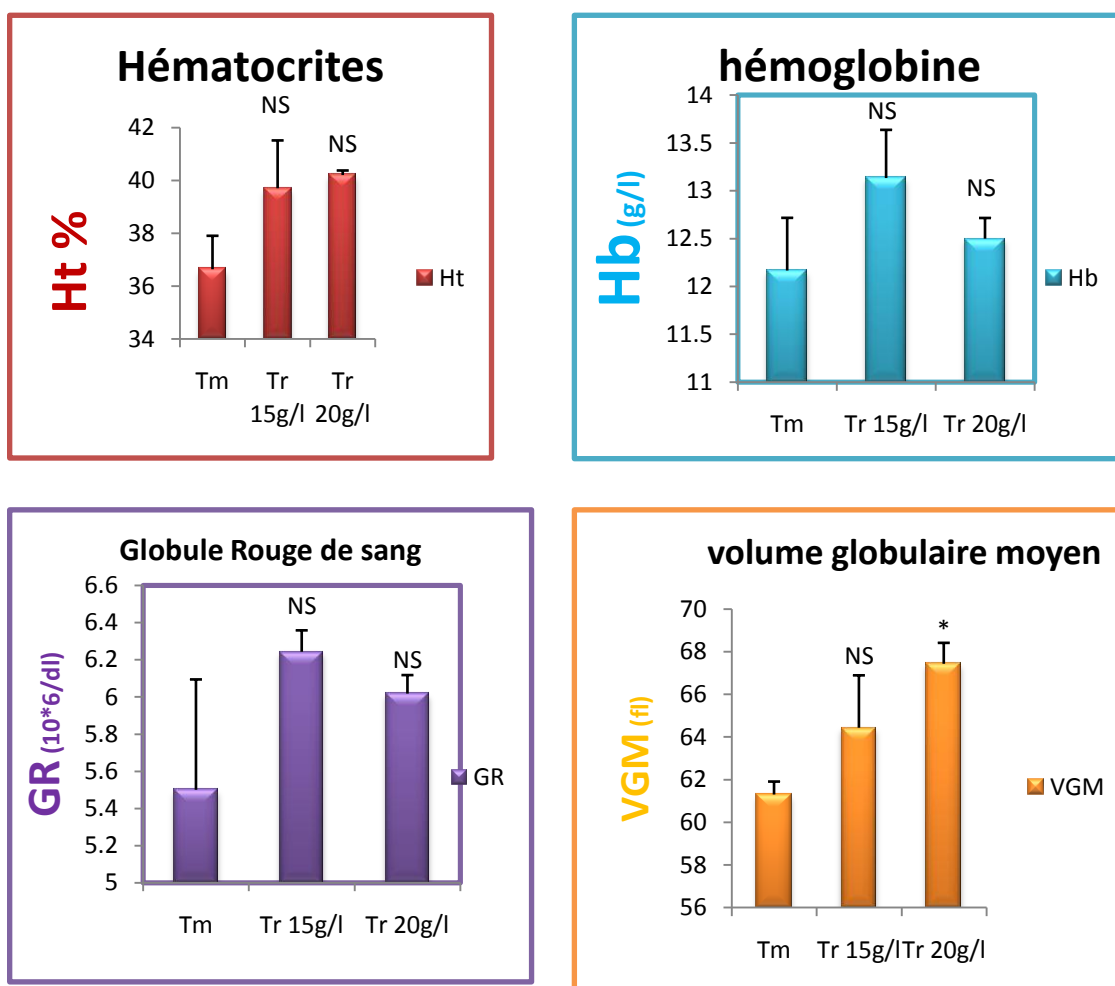 Hématocrites
NS
NS
42
40
38
36
34
Ht %
Tm
Tr
15g/l
Tr
20g/l
Ht
hémoglobine
NS
NS
14
13.5
13
12.5
12
11.5
11
Hb (g/l)
Tm
Tr 15g/l
Tr 20g/l
Hb
Globule Rouge de sang
NS
NS
6.6
6.4
6.2
6
5.8
5.6
5.4
5.2
5
GR (10*6/dl)
Tm
Tr 15g/l
Tr 20g/l
GR
volume globulaire moyen
NS
*
70
68
66
64
62
60
58
56
VGM (fl)
Tm
Tr 15g/l
Tr 20g/l
VGM